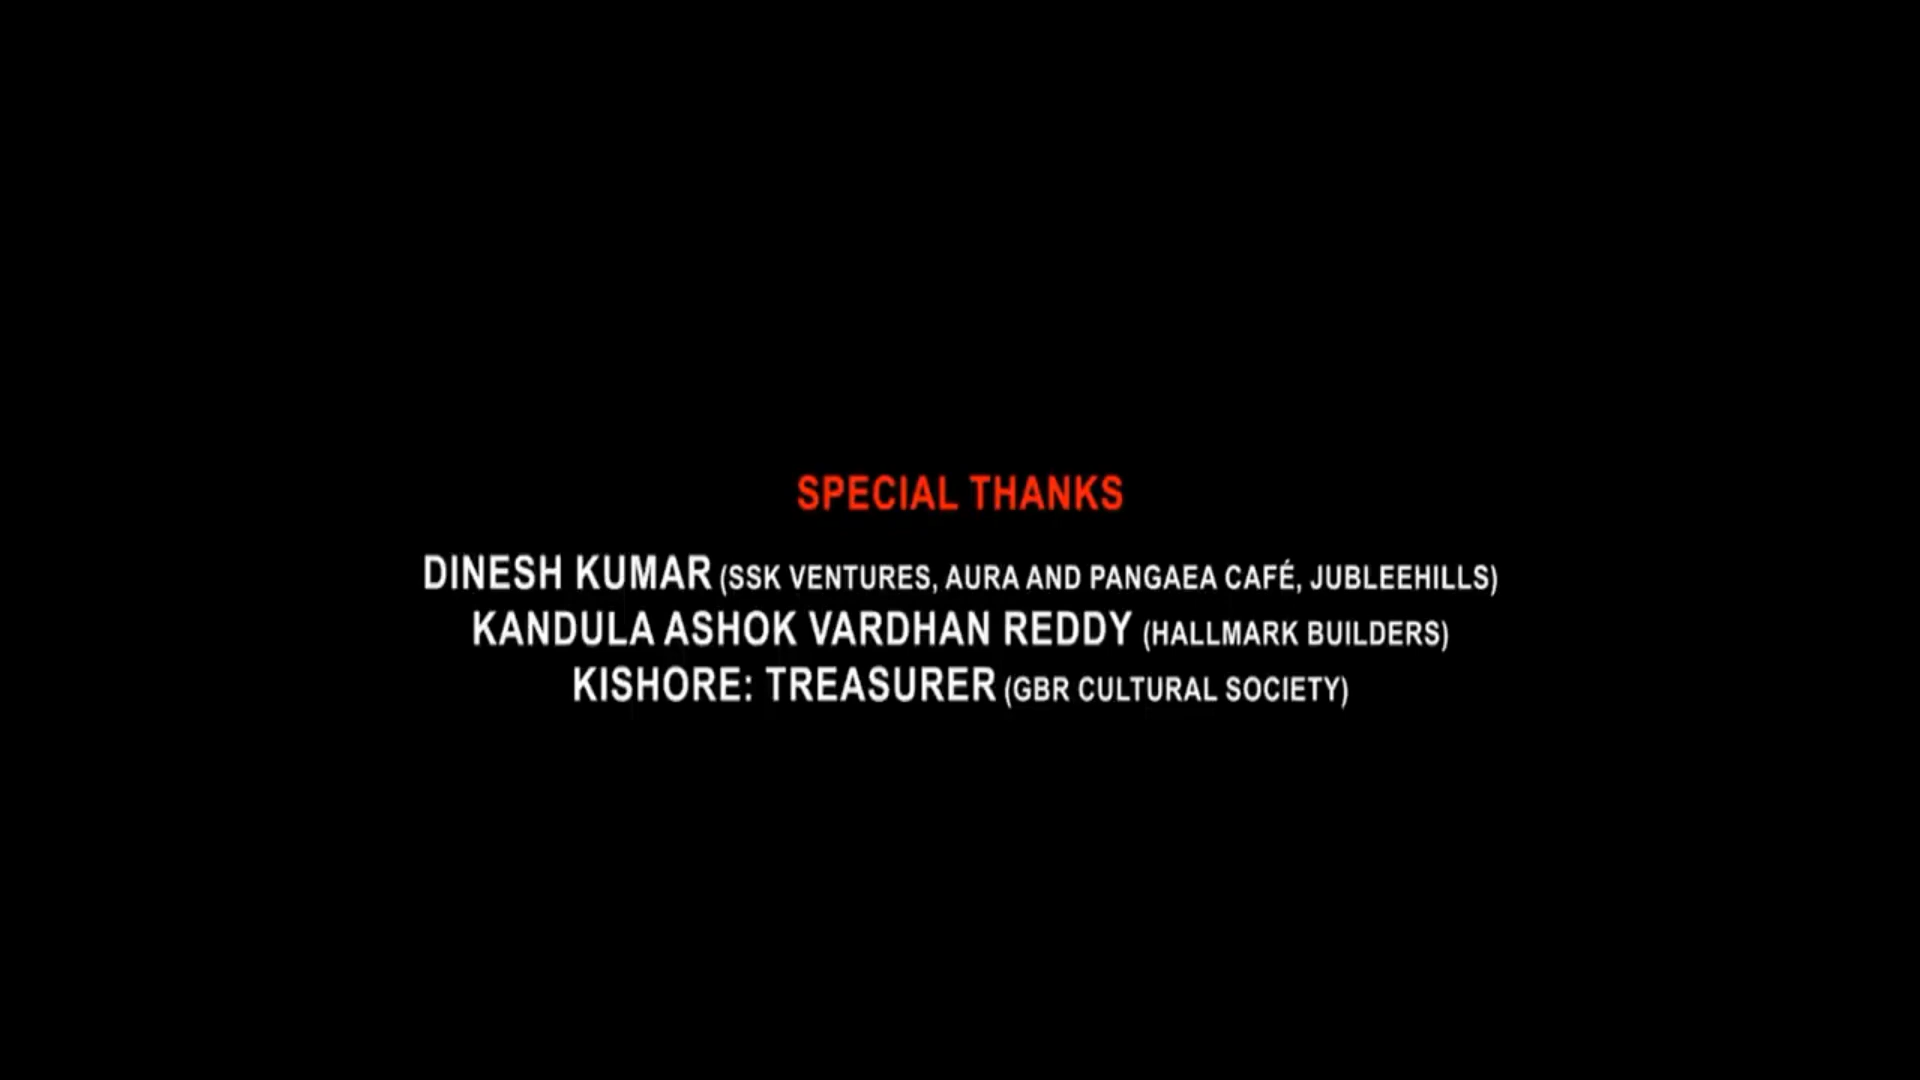 SPECIAL THANKS
DINESH KUMAR (SSK VENTURES, AURA AND PANGAEA CAFÉ, JUBLEEHILLS)
KANDULA ASHOK VARDHAN REDDY (HALLMARK BUILDERS)
KISHORE: TREASURER (GBR CULTURAL SOCIETY)